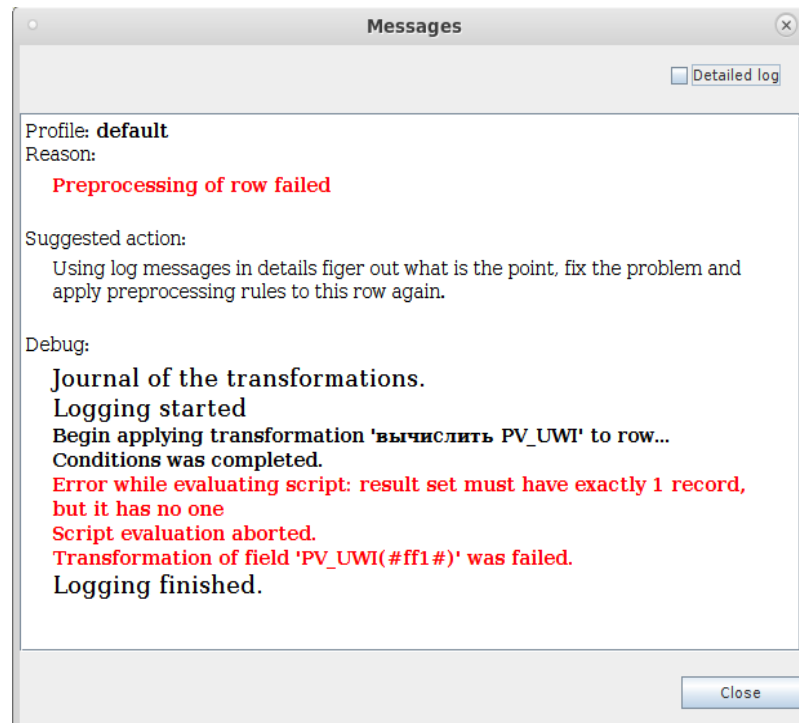 Messages
Detailed log
Profile: default
Reason:
Preprocessing of row failed
Suggested action:
Using log messages in details figer out what is the point, fix the problem and
apply preprocessing rules to this row again.
Debug:
Journal of the transformations.
Logging started
Begin applying transformation 'вычислить PV_UWI' to row...
Conditions was completed.
Error while evaluating script: result set must have exactly 1 record,
but it has no one
Script evaluation aborted.
Transformation of field 'PV_UWI(#ff1#)' was failed.
Logging finished.
Close